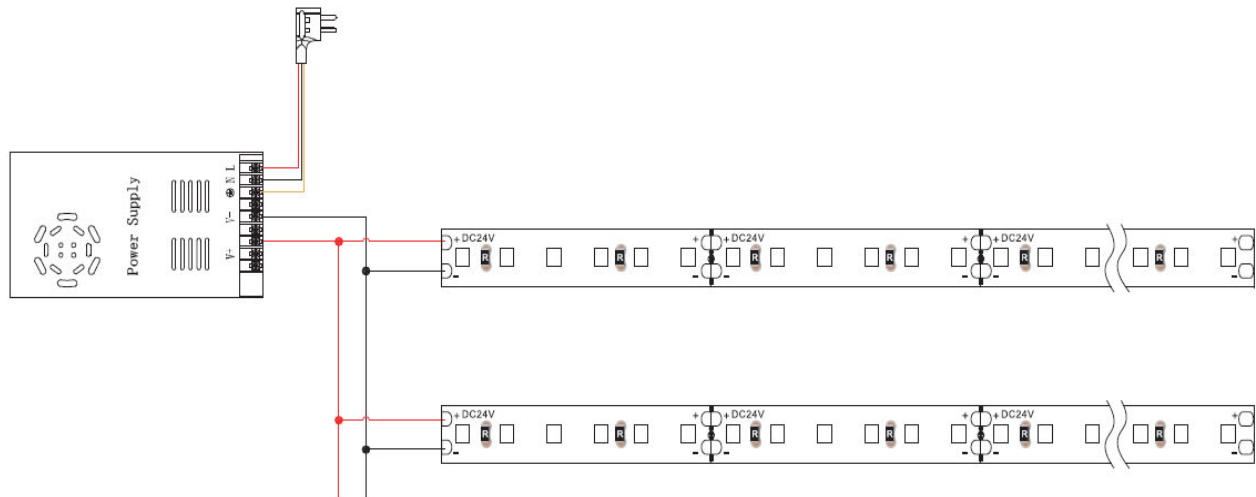 Power Supply
L
N
V-
V+
+ DC24V
R
R
+
-
-
+ DC24V
R
R
+
-
-
+ DC24V
R
R
+
-
-
+ DC24V
R
R
+
-
-
+ DC24V
R
R
+
-
-
+ DC24V
R
R
+
-
-